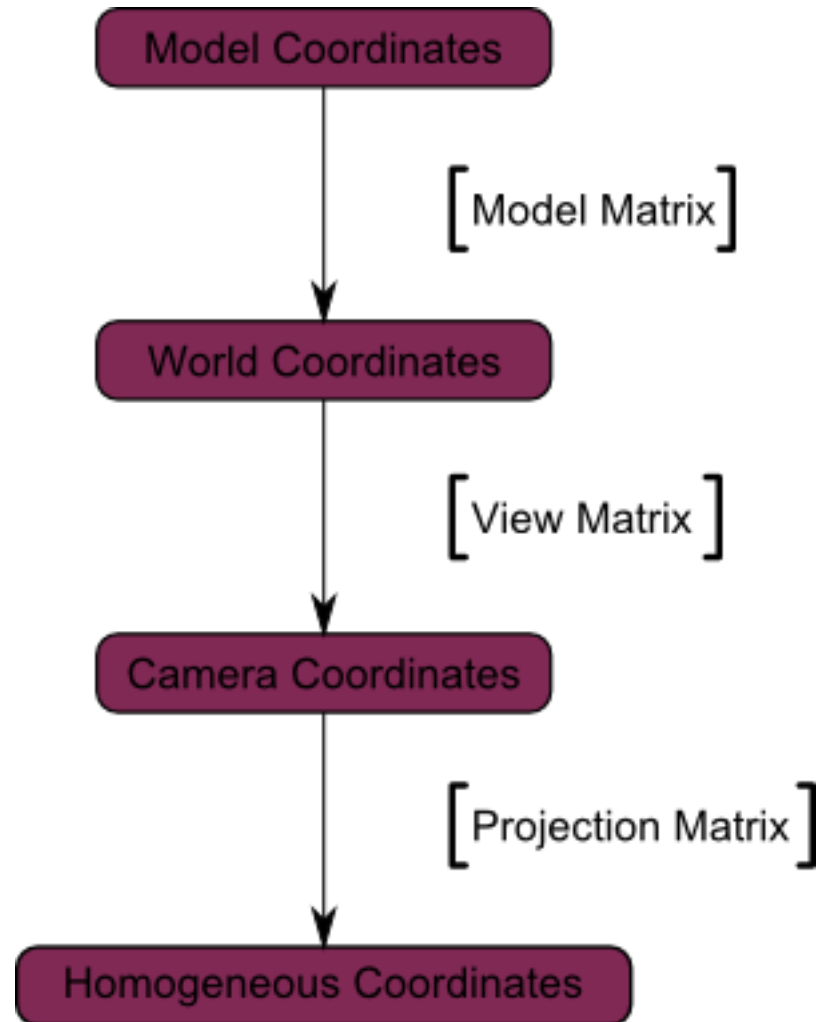 Model Coordinates
[Model Matrix]
World Coordinates
[View Matrix]
Camera Coordinates
[Projection Matrix]
Homogeneous Coordinates